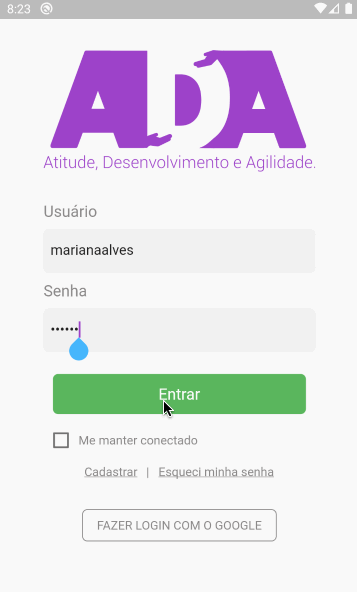 8:23
ADA
Atitude, Desenvolvimento e Agilidade.
Usuário
marianaalves
Senha
••••••
Entrar
Me manter conectado
Cadastrar | Esqueci minha senha
FAZER LOGIN COM O GOOGLE